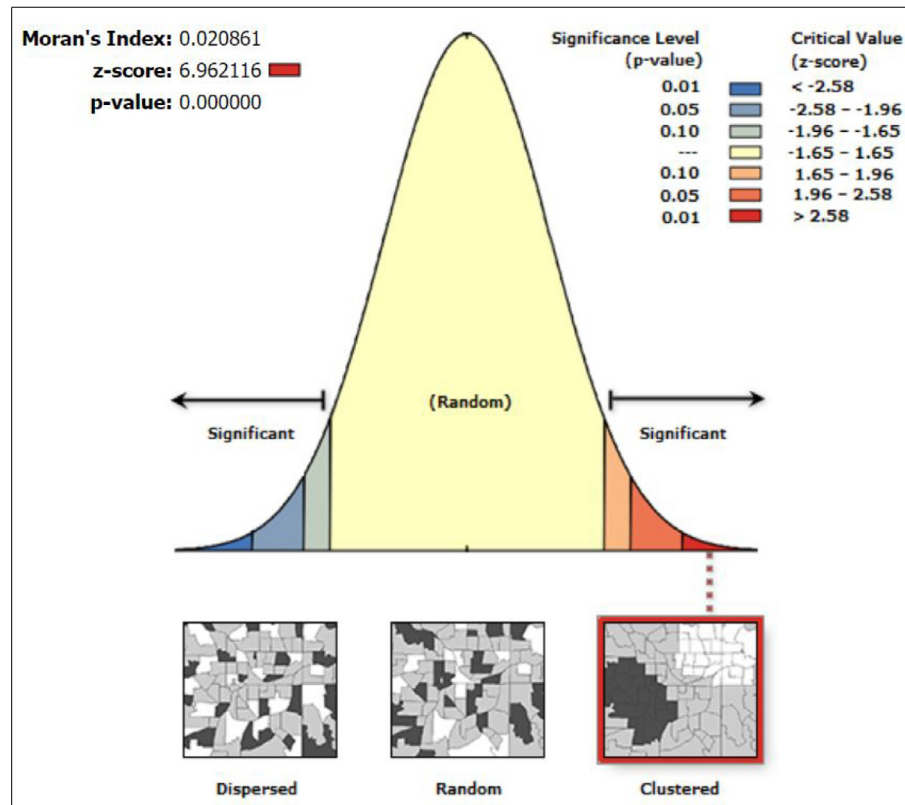 Moran's Index: 0.020861
z-score: 6.962116
p-value: 0.000000
Significance Level
(p-value)
Critical Value
(z-score)
0.01 < -2.58
0.05 -2.58 – -1.96
0.10 -1.96 – -1.65
--- -1.65 – 1.65
0.10 1.65 – 1.96
0.05 1.96 – 2.58
0.01 > 2.58
(Random)
Significant
Significant
Dispersed
Random
Clustered